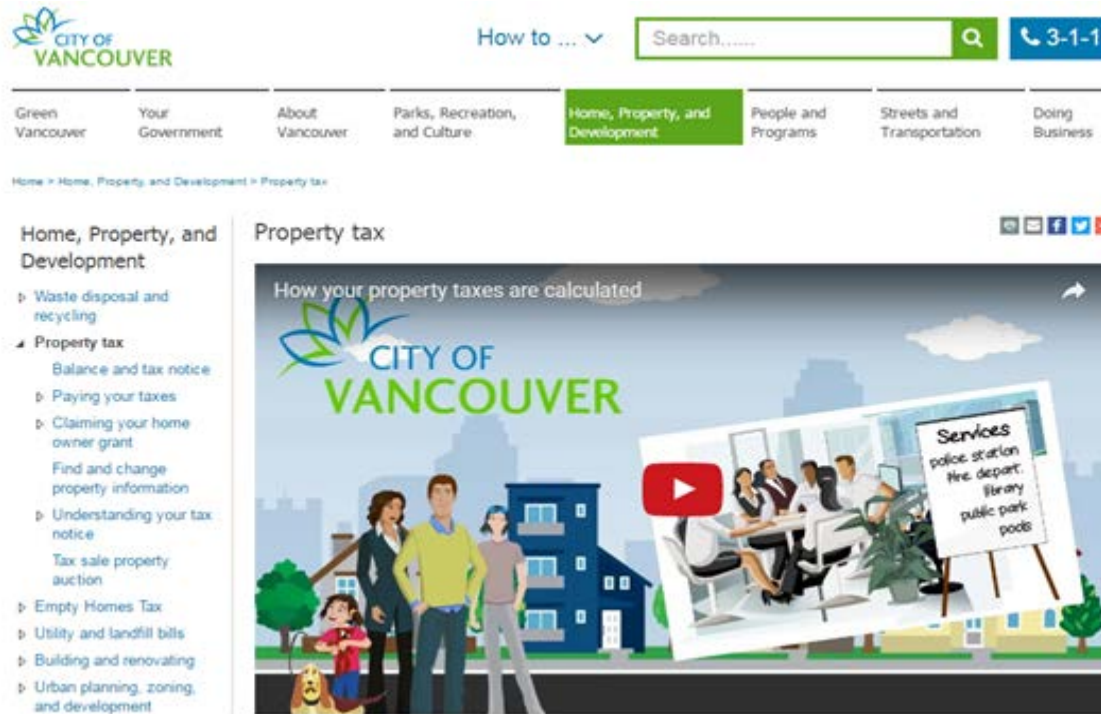 CITY OF
VANCOUVER
How to ...
Search......
3-1-1
Green
Vancouver
Your
Government
About
Vancouver
Parks, Recreation,
and Culture
Home, Property, and
Development
People and
Programs
Streets and
Transportation
Doing
Business
Home > Home, Property, and Development > Property tax
Home, Property, and
Development
Waste disposal and
recycling
Property tax
Balance and tax notice
Paying your taxes
Claiming your home
owner grant
Find and change
property information
Understanding your tax
notice
Tax sale property
auction
Empty Homes Tax
Utility and landfill bills
Building and renovating
Urban planning, zoning,
and development
Property tax
How your property taxes are calculated
CITY OF
VANCOUVER
Services
police station
fire depart.
library
public park
pools